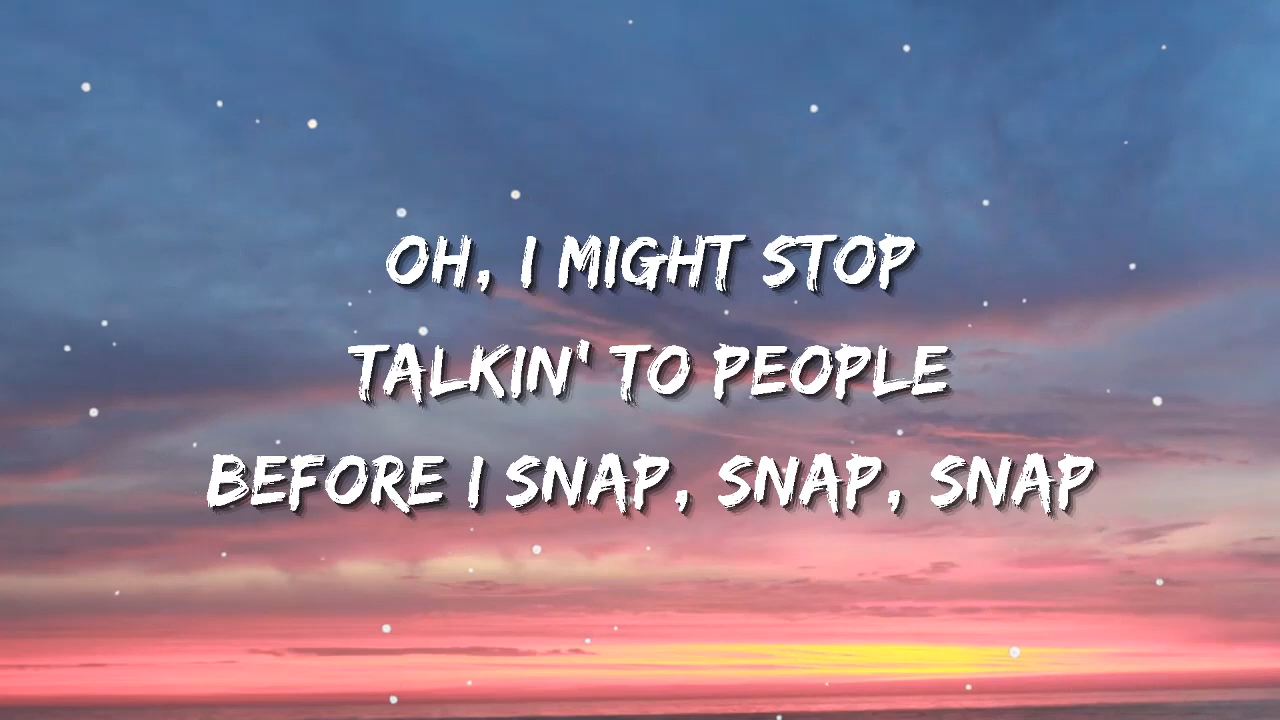 OH, I MIGHT STOP
TALKIN' TO PEOPLE
BEFORE I SNAP, SNAP, SNAP